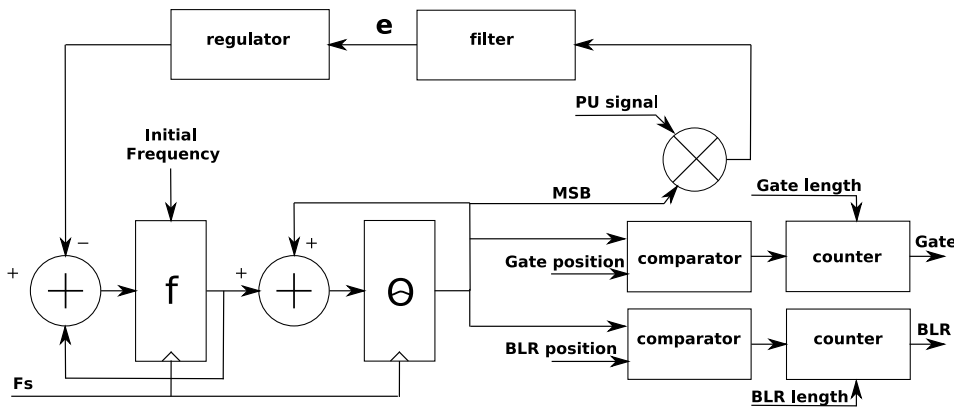 regulator
e
filter
PU signal
Initial
Frequency
MSB
Gate length
−
+
+
+
f
Θ
Gate position
comparator
counter
Gate
BLR position
comparator
counter
BLR
Fs
BLR length